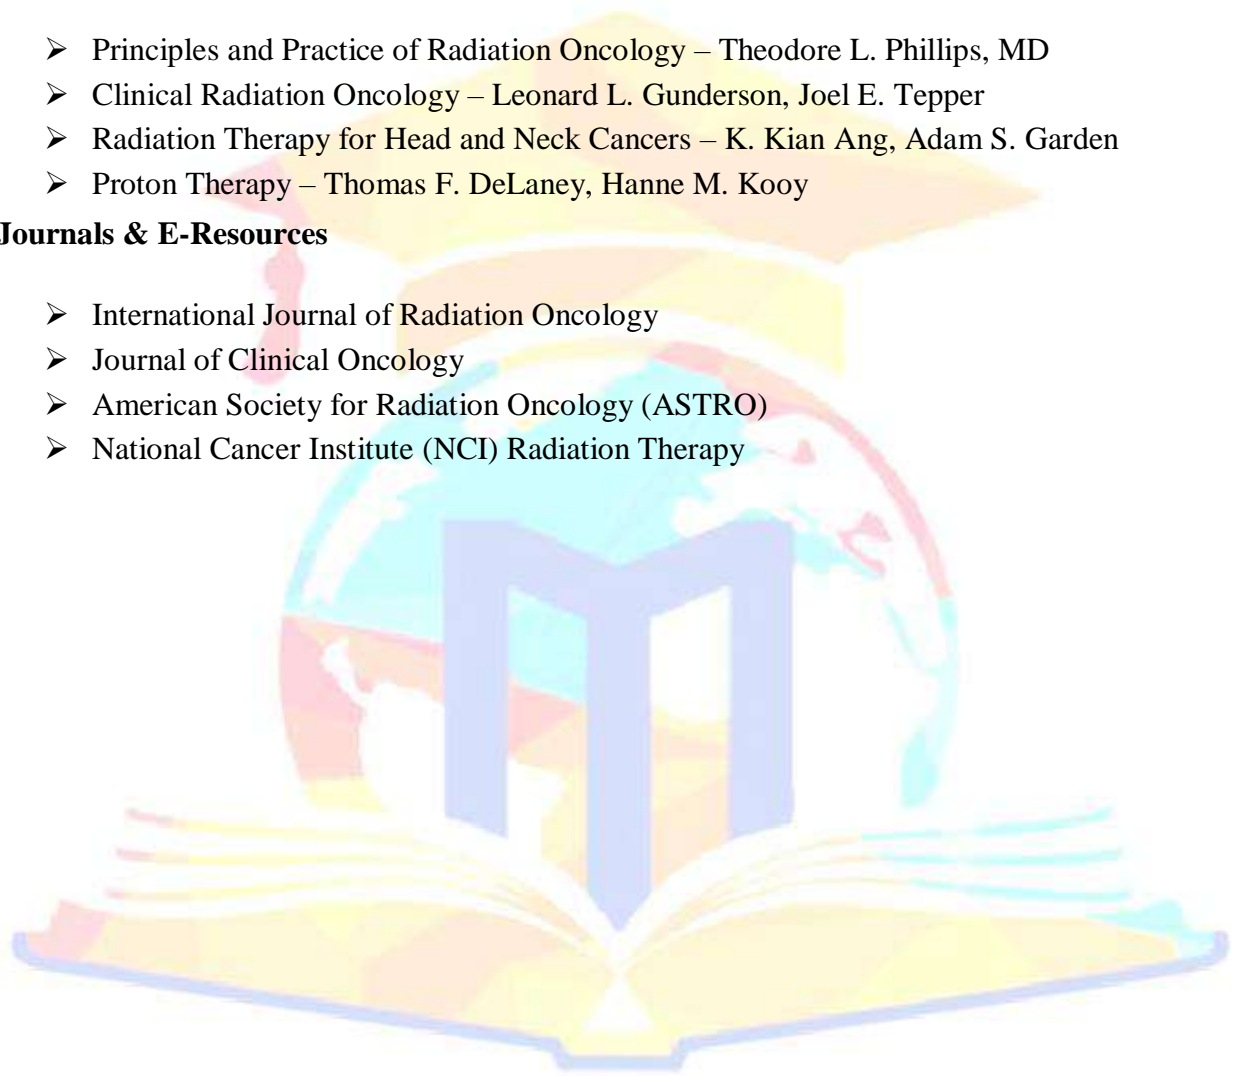 ➢ Principles and Practice of Radiation Oncology – Theodore L. Phillips, MD
➢ Clinical Radiation Oncology – Leonard L. Gunderson, Joel E. Tepper
➢ Radiation Therapy for Head and Neck Cancers – K. Kian Ang, Adam S. Garden
➢ Proton Therapy – Thomas F. DeLaney, Hanne M. Kooy
Journals & E-Resources
➢ International Journal of Radiation Oncology
➢ Journal of Clinical Oncology
➢ American Society for Radiation Oncology (ASTRO)
➢ National Cancer Institute (NCI) Radiation Therapy